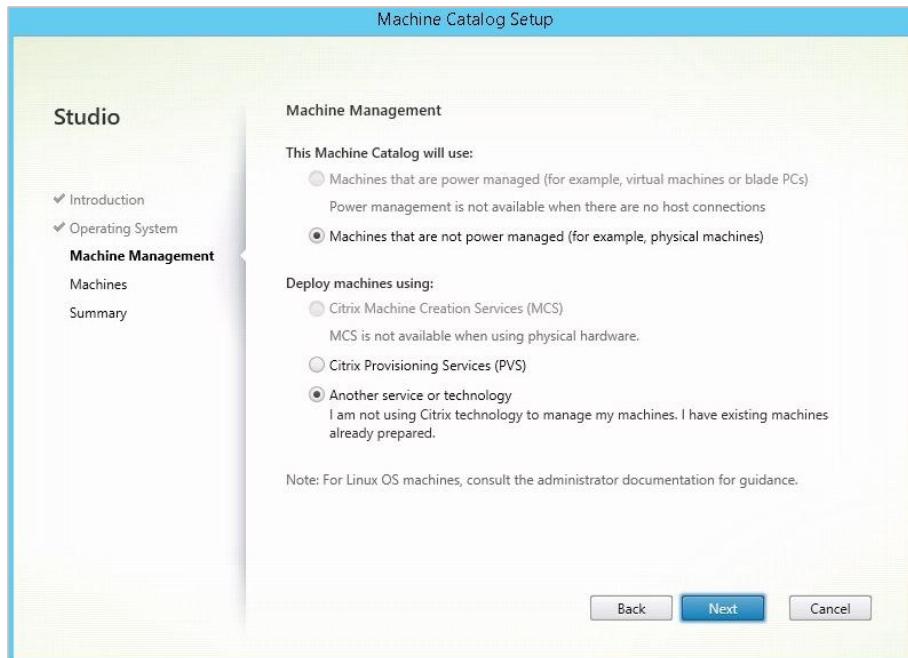 Machine Catalog Setup
Studio
✔ Introduction
✔ Operating System
Machine Management
Machines
Summary
Machine Management
This Machine Catalog will use:
Machines that are power managed (for example, virtual machines or blade PCs)
Power management is not available when there are no host connections
Machines that are not power managed (for example, physical machines)
Deploy machines using:
Citrix Machine Creation Services (MCS)
MCS is not available when using physical hardware.
Citrix Provisioning Services (PVS)
Another service or technology
I am not using Citrix technology to manage my machines. I have existing machines
already prepared.
Note: For Linux OS machines, consult the administrator documentation for guidance.
Back Next Cancel